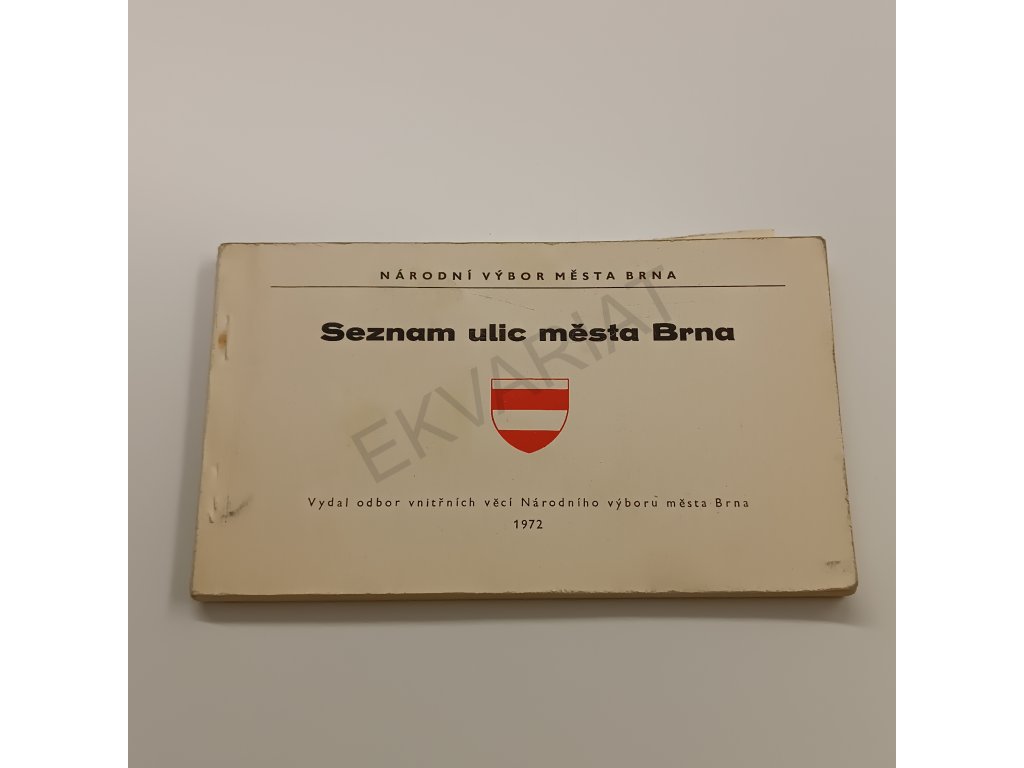 NÁRODNÍ VÝBOR MĚSTA BRNA
Seznam ulic města Brna
EKVARIAT
Vydal odbor vnitřních věcí Národního výboru města Brna
1972